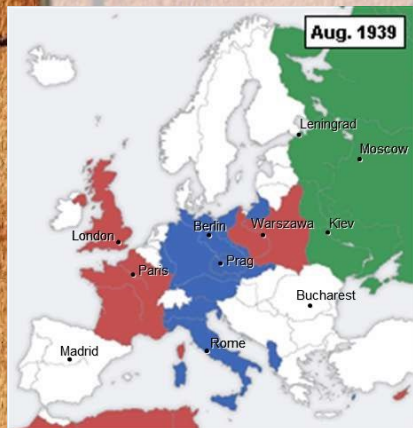 Aug. 1939
Leningrad
Moscow
London
Berlin
Warszawa
Kiev
Paris
Prag
Bucharest
Madrid
Rome